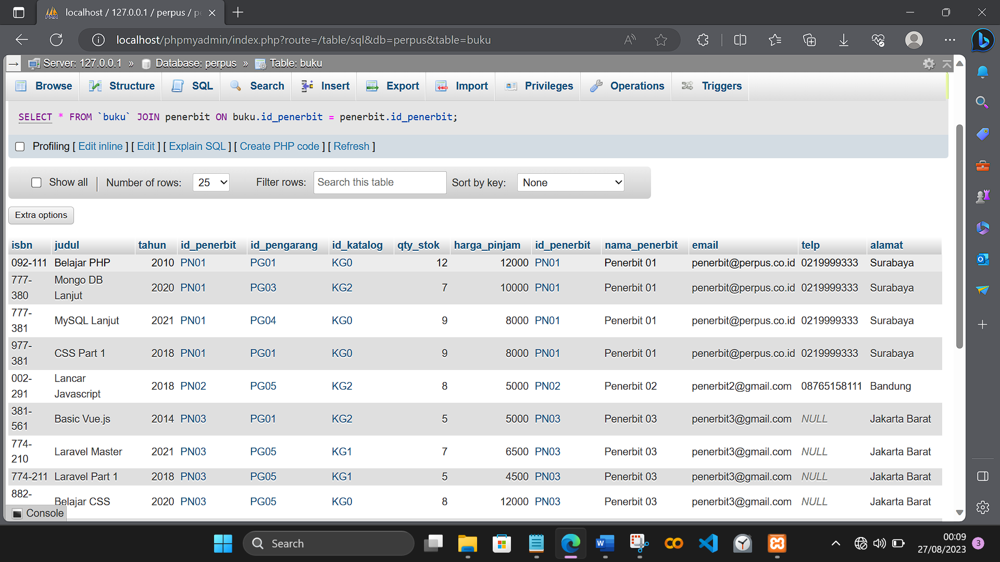 localhost / 127.0.0.1 / perpus / pe
localhost/phpmyadmin/index.php?route=/table/sql&db=perpus&table=buku
Server: 127.0.0.1 » Database: perpus » Table: buku
Browse Structure SQL Search Insert Export Import Privileges Operations Triggers
SELECT * FROM `buku` JOIN penerbit ON buku.id_penerbit = penerbit.id_penerbit;
Profiling [ Edit inline ] [ Edit ] [ Explain SQL ] [ Create PHP code ] [ Refresh ]
Show all Number of rows: 25 Filter rows: Search this table Sort by key: None
Extra options
isbn judul tahun id_penerbit id_pengarang id_katalog qty_stok harga_pinjam id_penerbit nama_penerbit email telp alamat
092-111 Belajar PHP 2010 PN01 PG01 KG0 12 12000 PN01 Penerbit 01 penerbit@perpus.co.id 0219999333 Surabaya
777-380 Mongo DB Lanjut 2020 PN01 PG03 KG2 7 10000 PN01 Penerbit 01 penerbit@perpus.co.id 0219999333 Surabaya
777-381 MySQL Lanjut 2021 PN01 PG04 KG0 9 8000 PN01 Penerbit 01 penerbit@perpus.co.id 0219999333 Surabaya
977-381 CSS Part 1 2018 PN01 PG01 KG0 9 8000 PN01 Penerbit 01 penerbit@perpus.co.id 0219999333 Surabaya
002-291 Lancar Javascript 2018 PN02 PG05 KG2 8 5000 PN02 Penerbit 02 penerbit2@gmail.com 08765158111 Bandung
381-561 Basic Vue.js 2014 PN03 PG01 KG2 5 5000 PN03 Penerbit 03 penerbit3@gmail.com NULL Jakarta Barat
774-210 Laravel Master 2021 PN03 PG05 KG1 7 6500 PN03 Penerbit 03 penerbit3@gmail.com NULL Jakarta Barat
774-211 Laravel Part 1 2018 PN03 PG05 KG1 5 4500 PN03 Penerbit 03 penerbit3@gmail.com NULL Jakarta Barat
882- Belajar CSS 2020 PN03 PG05 KG0 8 12000 PN03 Penerbit 03 penerbit3@gmail.com NULL Jakarta Barat
Console
Search
00:09
27/08/2023
3